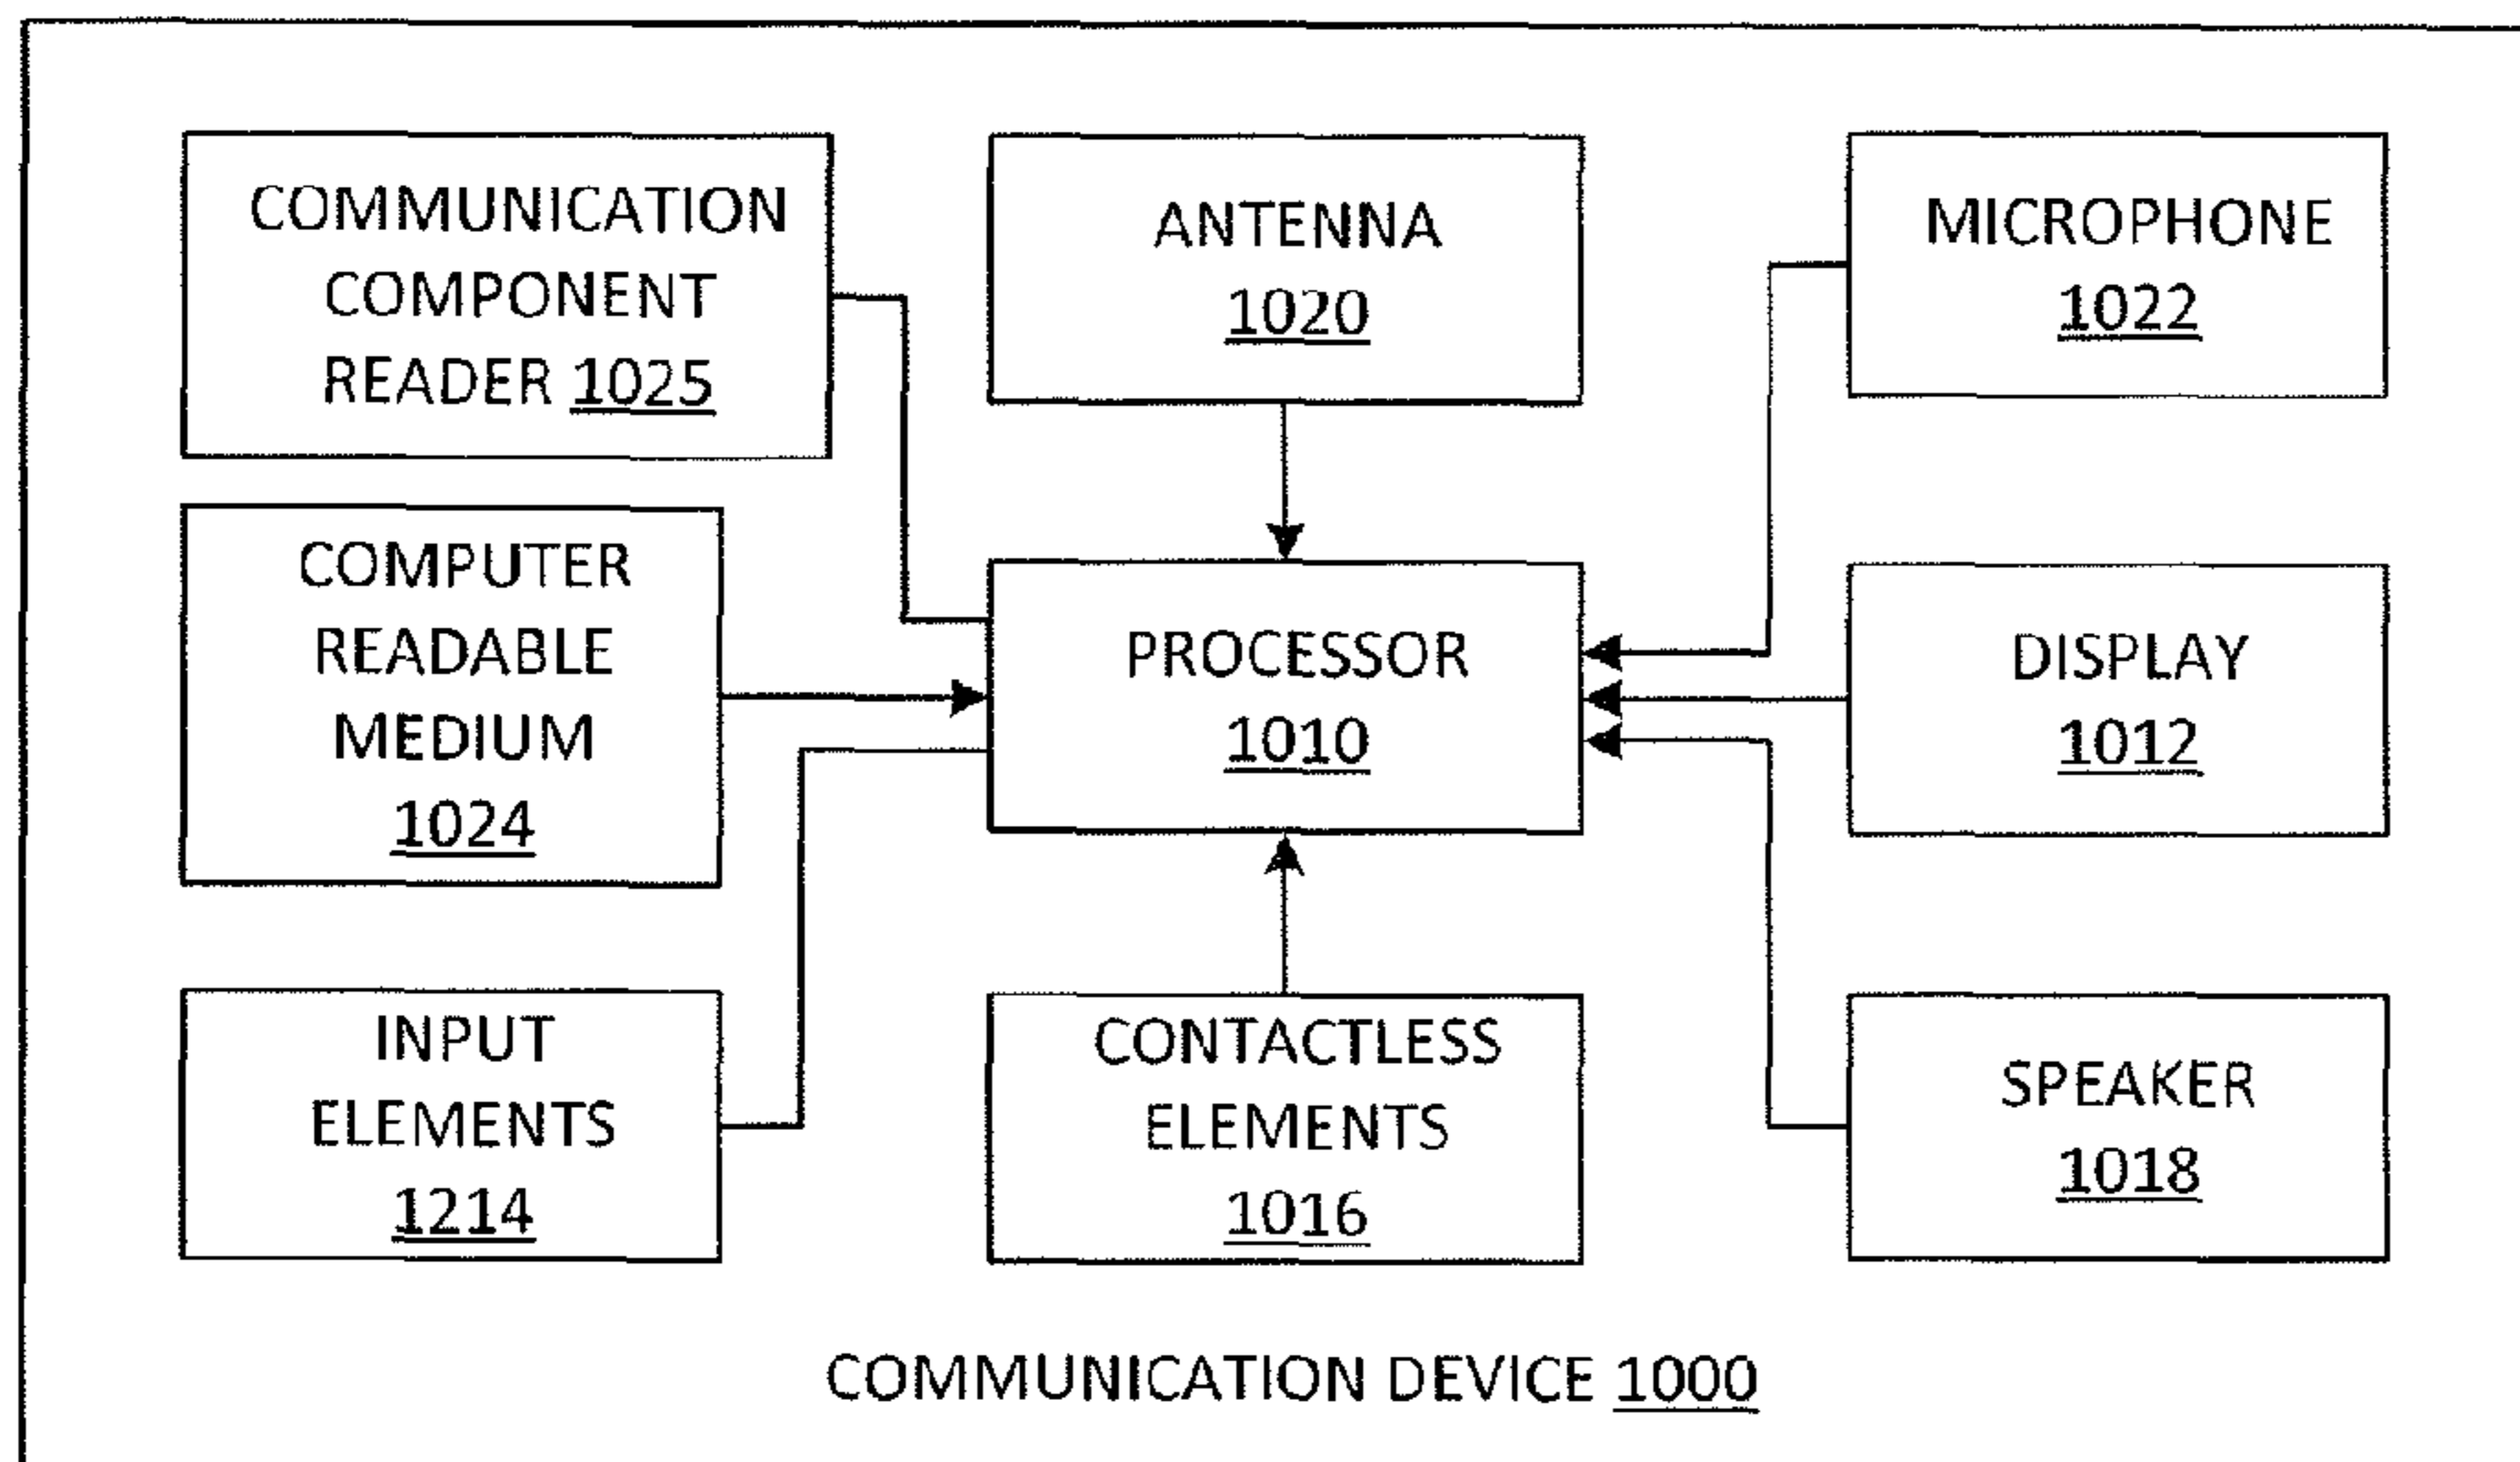 COMMUNICATION
COMPONENT
READER 1025
ANTENNA
1020
MICROPHONE
1022
COMPUTER
READABLE
MEDIUM
1024
PROCESSOR
1010
DISPLAY
1012
INPUT
ELEMENTS
1214
CONTACTLESS
ELEMENTS
1016
SPEAKER
1018
COMMUNICATION DEVICE 1000